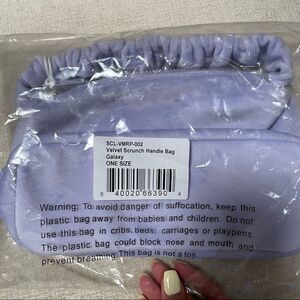 SCL-VMRP-002
Velvet Scrunch Handle Bag
Galaxy
ONE SIZE
8 40020 66390 4
Warning: To avoid danger of suffocation, keep this
plastic bag away from babies and children. Do not
use this bag in cribs, beds, carriages or playpens.
The plastic bag could block nose and mouth and
prevent breathing. This bag is not a toy.